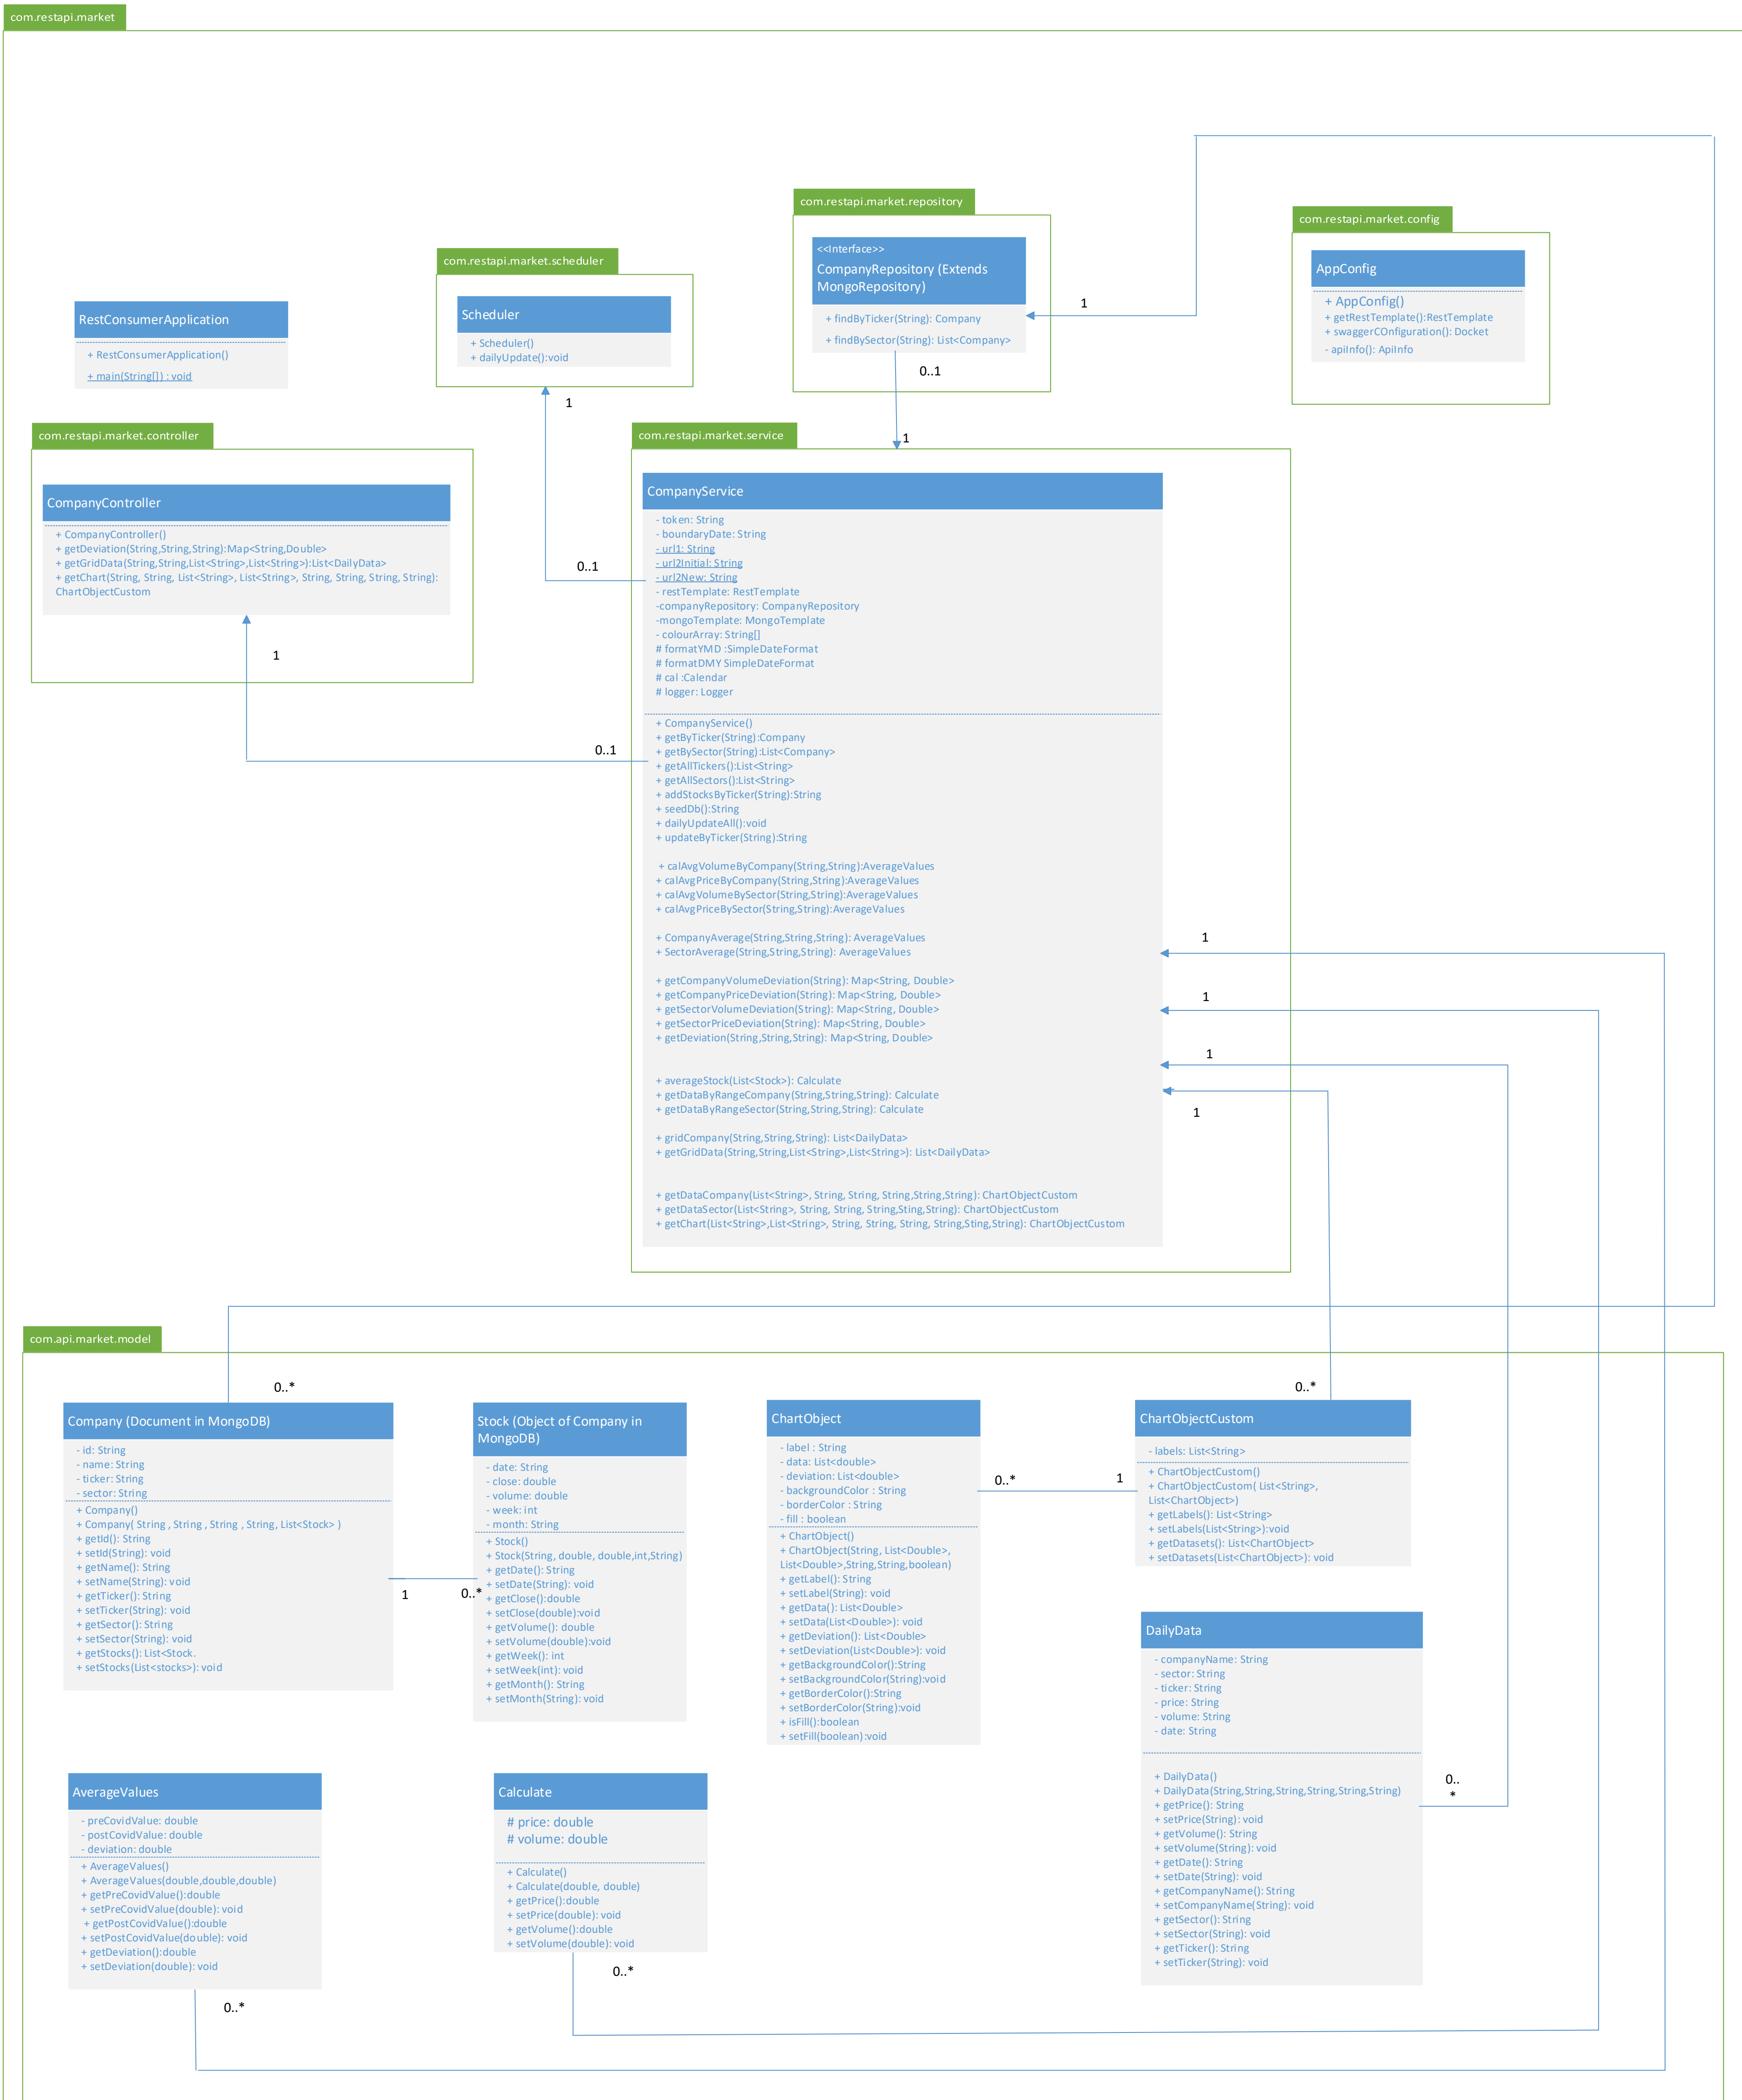 com.restapi.market
com.restapi.market.repository
<<Interface>>
CompanyRepository (Extends
MongoRepository)
+ findByTicker(String): Company
+ findBySector(String): List<Company>
0..1
1
1
com.restapi.market.config
AppConfig
+ AppConfig()
+ getRestTemplate():RestTemplate
+ swaggerCOnfiguration(): Docket
- apiInfo(): ApiInfo
com.restapi.market.scheduler
Scheduler
+ Scheduler()
+ dailyUpdate():void
1
RestConsumerApplication
+ RestConsumerApplication()
+ main(String[]) : void
com.restapi.market.controller
CompanyController
+ CompanyController()
+ getDeviation(String,String,String):Map<String,Double>
+ getGridData(String,String,List<String>,List<String>):List<DailyData>
+ getChart(String, String, List<String>, List<String>, String, String, String, String):
ChartObjectCustom
1
0..1
0..1
com.restapi.market.service
CompanyService
- token: String
- boundaryDate: String
- url1: String
- url2Initial: String
- url2New: String
- restTemplate: RestTemplate
-companyRepository: CompanyRepository
-mongoTemplate: MongoTemplate
- colourArray: String[]
# formatYMD :SimpleDateFormat
# formatDMY SimpleDateFormat
# cal :Calendar
# logger: Logger
+ CompanyService()
+ getByTicker(String):Company
+ getBySector(String):List<Company>
+ getAllTickers():List<String>
+ getAllSectors():List<String>
+ addStocksByTicker(String):String
+ seedDb():String
+ dailyUpdateAll():void
+ updateByTicker(String):String
+ calAvgVolumeByCompany(String,String):AverageValues
+ calAvgPriceByCompany(String,String):AverageValues
+ calAvgVolumeBySector(String,String):AverageValues
+ calAvgPriceBySector(String,String):AverageValues
+ CompanyAverage(String,String,String): AverageValues
+ SectorAverage(String,String,String): AverageValues
+ getCompanyVolumeDeviation(String): Map<String, Double>
+ getCompanyPriceDeviation(String): Map<String, Double>
+ getSectorVolumeDeviation(String): Map<String, Double>
+ getSectorPriceDeviation(String): Map<String, Double>
+ getDeviation(String,String,String): Map<String, Double>
+ averageStock(List<Stock>): Calculate
+ getDataByRangeCompany(String,String,String): Calculate
+ getDataByRangeSector(String,String,String): Calculate
+ gridCompany(String,String,String): List<DailyData>
+ getGridData(String,String,List<String>,List<String>): List<DailyData>
+ getDataCompany(List<String>, String, String, String,String,String): ChartObjectCustom
+ getDataSector(List<String>, String, String, String,Sting,String): ChartObjectCustom
+ getChart(List<String>,List<String>, String, String, String, String,Sting,String): ChartObjectCustom
1
1
1
1
com.api.market.model
0..*
Company (Document in MongoDB)
- id: String
- name: String
- ticker: String
- sector: String
+ Company()
+ Company( String , String , String , String, List<Stock> )
+ getId(): String
+ setId(String): void
+ getName(): String
+ setName(String): void
+ getTicker(): String
+ setTicker(String): void
+ getSector(): String
+ setSector(String): void
+ getStocks(): List<Stock.
+ setStocks(List<stocks>): void
1
0..*
Stock (Object of Company in
MongoDB)
- date: String
- close: double
- volume: double
- week: int
- month: String
+ Stock()
+ Stock(String, double, double,int,String)
+ getDate(): String
+ setDate(String): void
+ getClose():double
+ setClose(double):void
+ getVolume(): double
+ setVolume(double):void
+ getWeek(): int
+ setWeek(int): void
+ getMonth(): String
+ setMonth(String): void
ChartObject
- label : String
- data: List<double>
- deviation: List<double>
- backgroundColor : String
- borderColor : String
- fill : boolean
+ ChartObject()
+ ChartObject(String, List<Double>,
List<Double>,String,String,boolean)
+ getLabel(): String
+ setLabel(String): void
+ getData(): List<Double>
+ setData(List<Double>): void
+ getDeviation(): List<Double>
+ setDeviation(List<Double>): void
+ getBackgroundColor():String
+ setBackgroundColor(String):void
+ getBorderColor():String
+ setBorderColor(String):void
+ isFill():boolean
+ setFill(boolean):void
0..*
1
0..*
ChartObjectCustom
- labels: List<String>
+ ChartObjectCustom()
+ ChartObjectCustom( List<String>,
List<ChartObject>)
+ getLabels(): List<String>
+ setLabels(List<String>):void
+ getDatasets(): List<ChartObject>
+ setDatasets(List<ChartObject>): void
DailyData
- companyName: String
- sector: String
- ticker: String
- price: String
- volume: String
- date: String
+ DailyData()
+ DailyData(String,String,String,String,String,String)
+ getPrice(): String
+ setPrice(String): void
+ getVolume(): String
+ setVolume(String): void
+ getDate(): String
+ setDate(String): void
+ getCompanyName(): String
+ setCompanyName(String): void
+ getSector(): String
+ setSector(String): void
+ getTicker(): String
+ setTicker(String): void
0..
*
AverageValues
- preCovidValue: double
- postCovidValue: double
- deviation: double
+ AverageValues()
+ AverageValues(double,double,double)
+ getPreCovidValue():double
+ setPreCovidValue(double): void
+ getPostCovidValue():double
+ setPostCovidValue(double): void
+ getDeviation():double
+ setDeviation(double): void
0..*
Calculate
# price: double
# volume: double
+ Calculate()
+ Calculate(double, double)
+ getPrice():double
+ setPrice(double): void
+ getVolume():double
+ setVolume(double): void
0..*